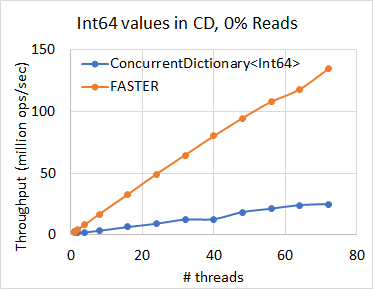 Int64 values in CD, 0% Reads
ConcurrentDictionary<Int64>
FASTER
Throughput (million ops/sec)
150
100
50
0
0 20 40 60 80
# threads